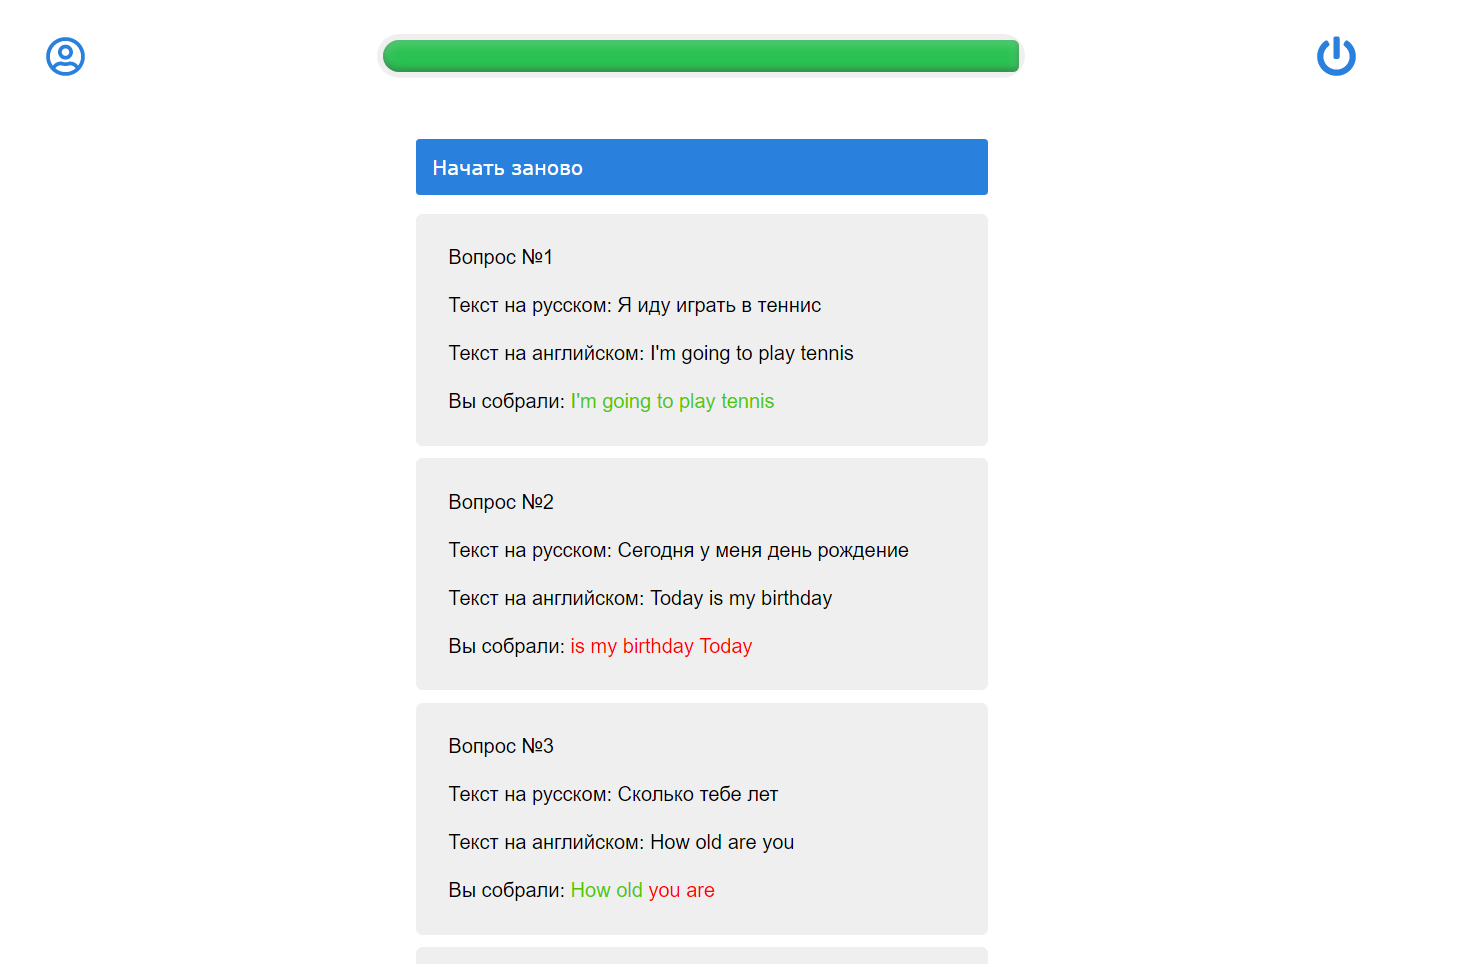 Начать заново
Вопрос №1
Текст на русском: Я иду играть в теннис
Текст на английском: I'm going to play tennis
Вы собрали: I'm going to play tennis
Вопрос №2
Текст на русском: Сегодня у меня день рождение
Текст на английском: Today is my birthday
Вы собрали: is my birthday Today
Вопрос №3
Текст на русском: Сколько тебе лет
Текст на английском: How old are you
Вы собрали: How old you are